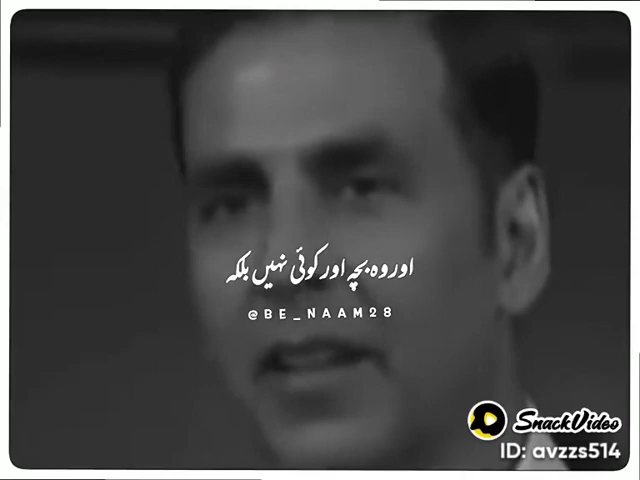 اور وہ بچہ اور کوئی نہیں بلکہ
@BE_NAAM28
SnackVideo
ID: avzzs514